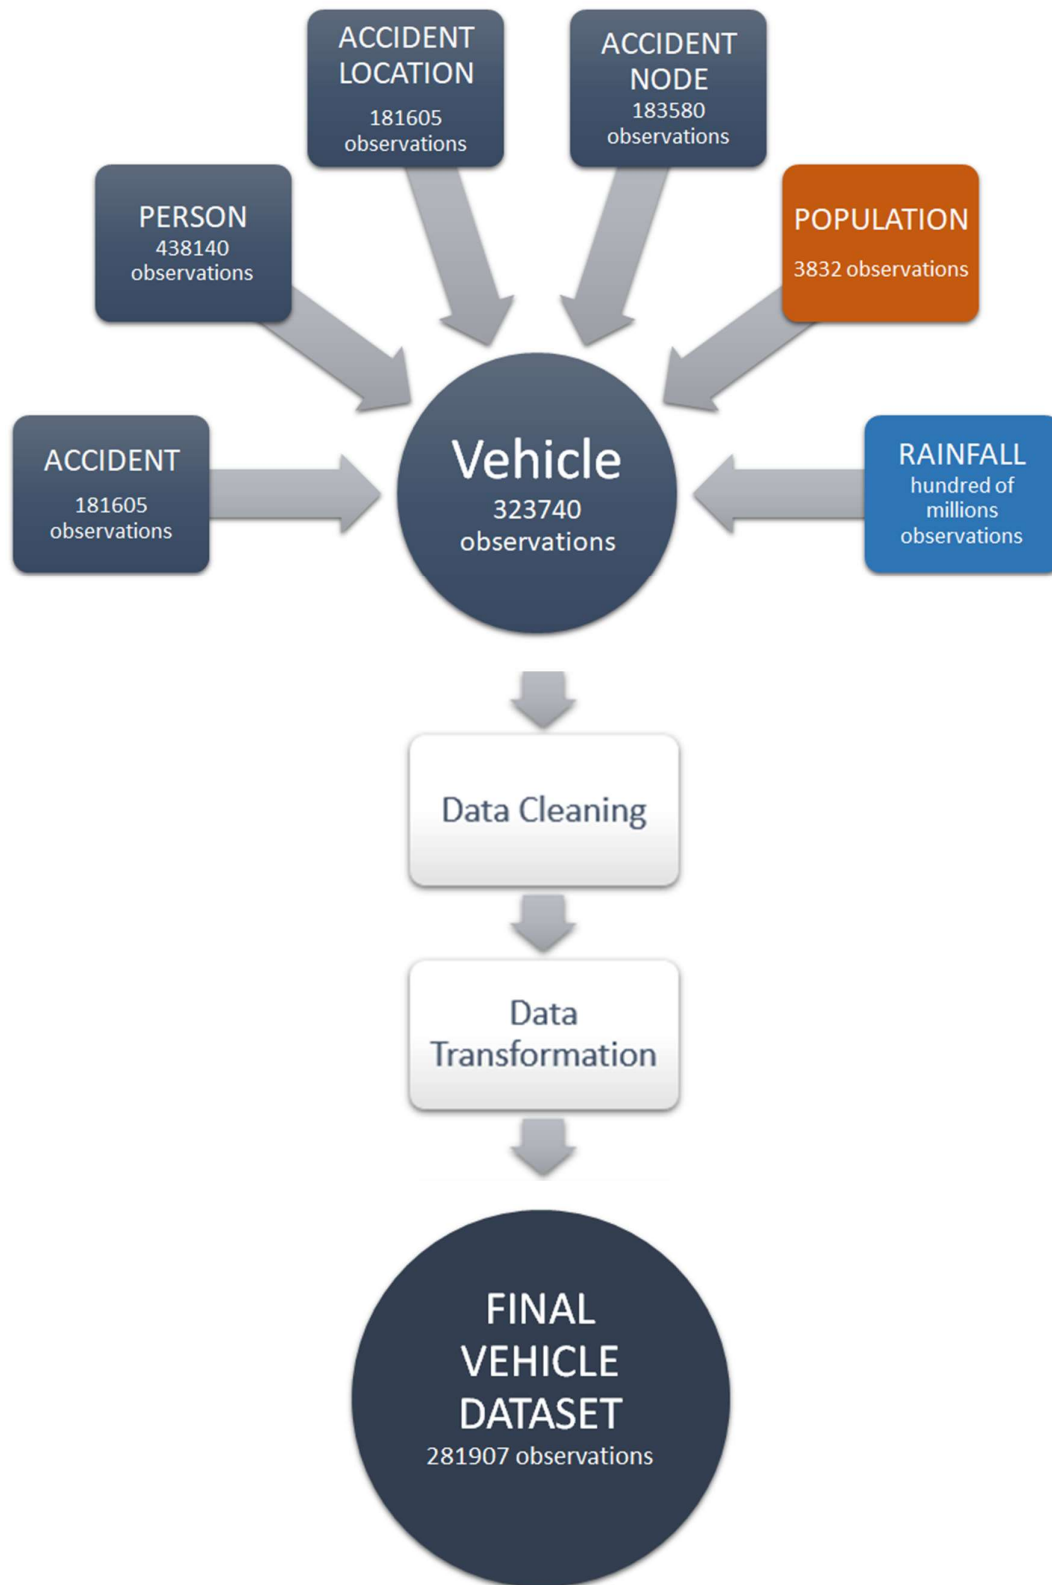 ACCIDENT
LOCATION
181605
observations
ACCIDENT
NODE
183580
observations
PERSON
438140
observations
POPULATION
3832 observations
ACCIDENT
181605
observations
Vehicle
323740
observations
RAINFALL
hundred of
millions
observations
Data Cleaning
Data
Transformation
FINAL
VEHICLE
DATASET
281907 observations